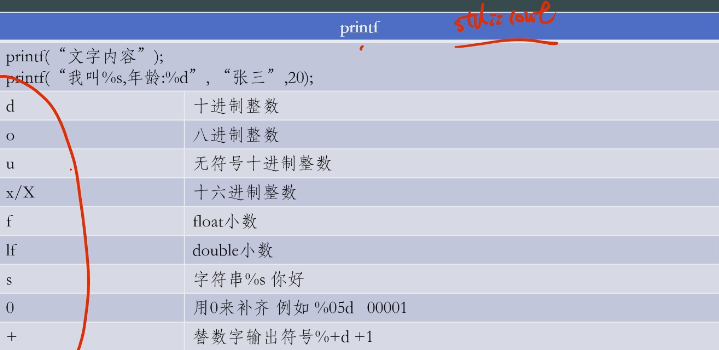 printf
std::cout
printf(“文字内容”);
printf(“我叫%s,年龄:%d”, “张三”,20);
d 十进制整数
o 八进制整数
u 无符号十进制整数
x/X 十六进制整数
f float小数
lf double小数
s 字符串%s 你好
0 用0来补齐 例如 %05d 00001
+ 替数字输出符号%+d +1